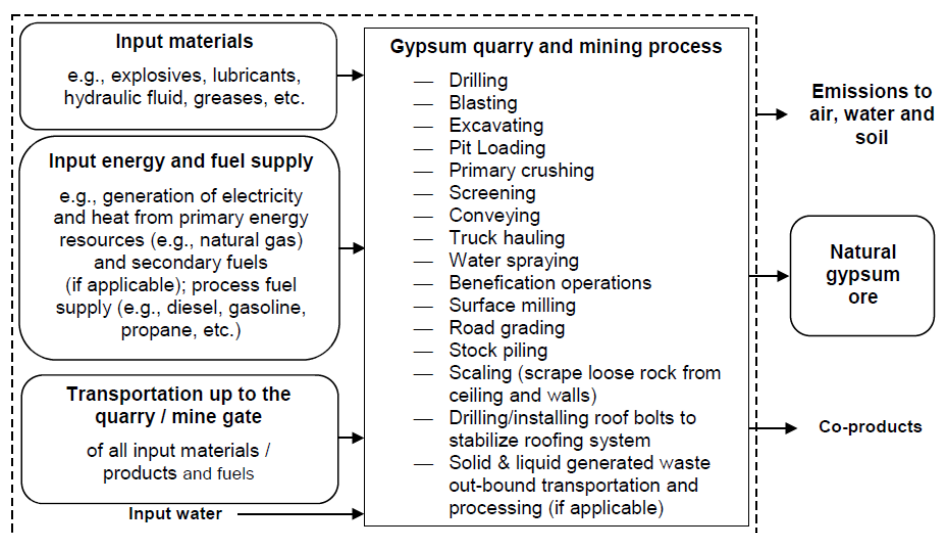 Input materials
e.g., explosives, lubricants,
hydraulic fluid, greases, etc.
Input energy and fuel supply
e.g., generation of electricity
and heat from primary energy
resources (e.g., natural gas)
and secondary fuels
(if applicable); process fuel
supply (e.g., diesel, gasoline,
propane, etc.)
Transportation up to the
quarry / mine gate
of all input materials /
products and fuels
Input water
Gypsum quarry and mining process
— Drilling
— Blasting
— Excavating
— Pit Loading
— Primary crushing
— Screening
— Conveying
— Truck hauling
— Water spraying
— Benefication operations
— Surface milling
— Road grading
— Stock piling
— Scaling (scrape loose rock from
ceiling and walls)
— Drilling/installing roof bolts to
stabilize roofing system
— Solid & liquid generated waste
out-bound transportation and
processing (if applicable)
Emissions to
air, water and
soil
Natural
gypsum
ore
Co-products